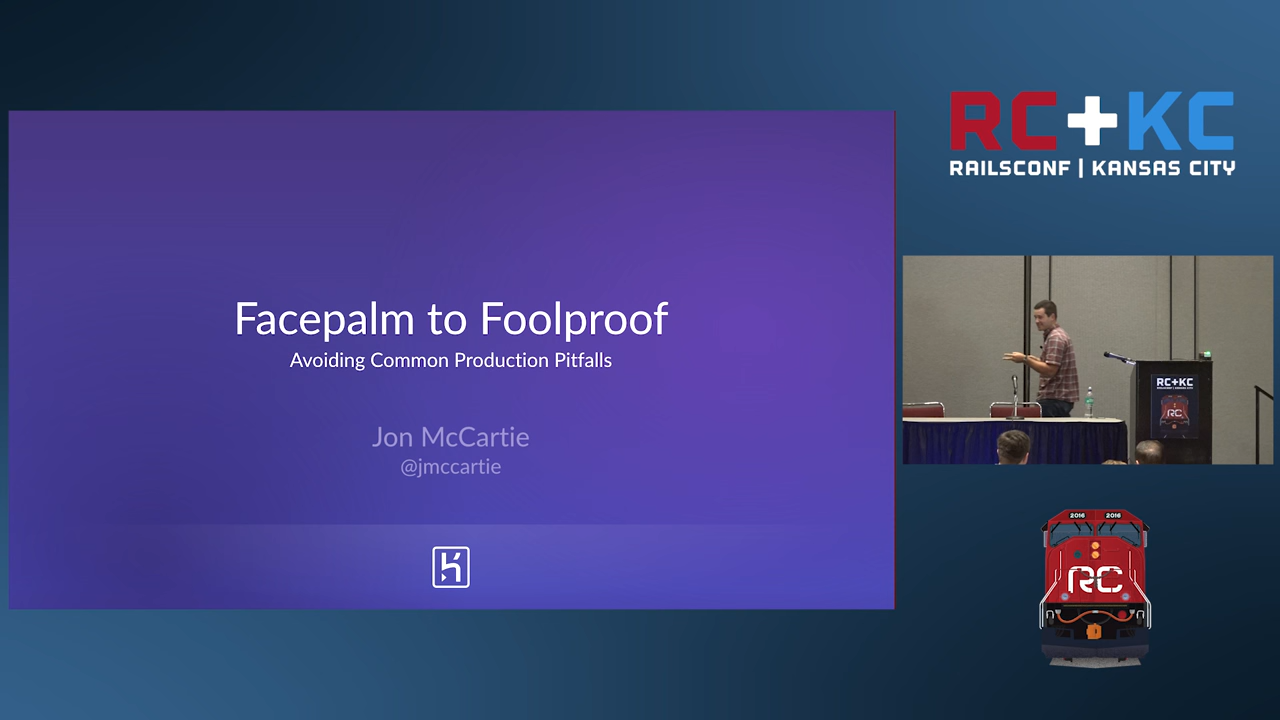 Facepalm to Foolproof
Avoiding Common Production Pitfalls
Jon McCartie
@jmccartie
RC+KC
RAILSCONF | KANSAS CITY
RC+KC
RC
2016 2016
RC